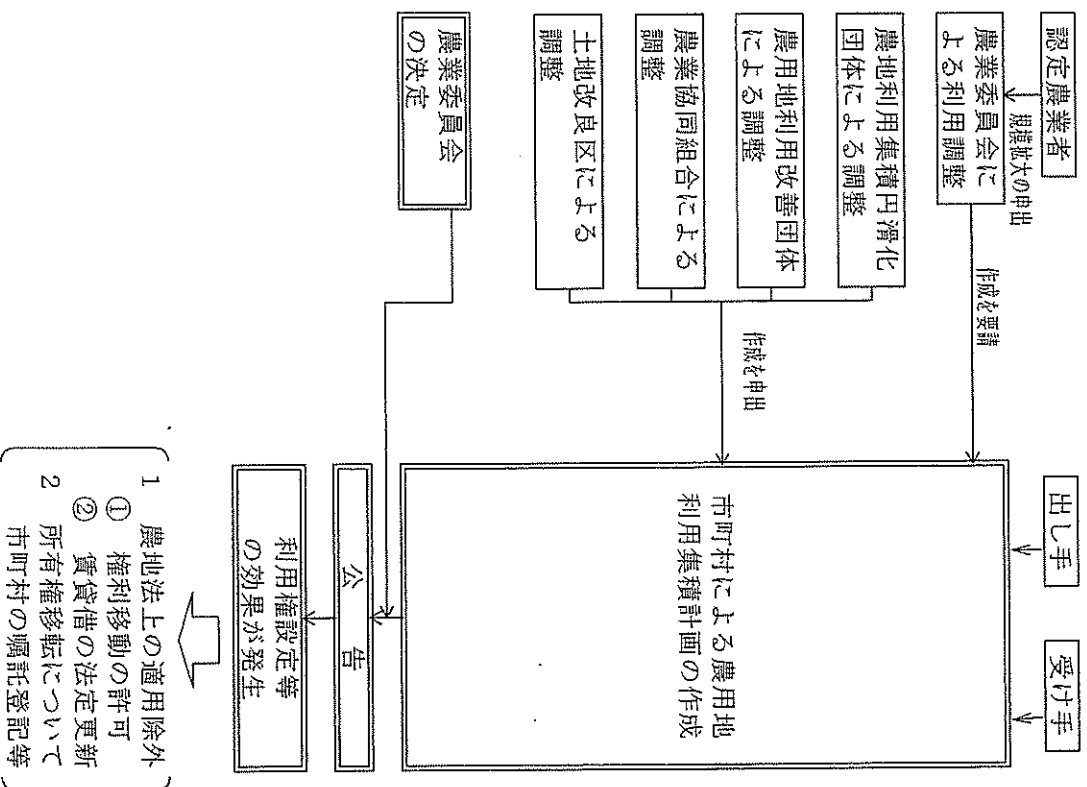 認定農業者
規模拡大の申出
農業委員会に
よる利用調整
作成を要請
農地利用集積円滑化
団体による調整
農用地利用改善団体
による調整
農業協同組合による
調整
土地改良区による
調整
作成を申出
農業委員会
の決定
出し手
受け手
市町村による農用地
利用集積計画の作成
公告
利用権設定等
の効果が発生
1 農地法上の適用除外
① 権利移動の許可
② 賃貸借の法定更新
2 所有権移転について
市町村の嘱託登記等